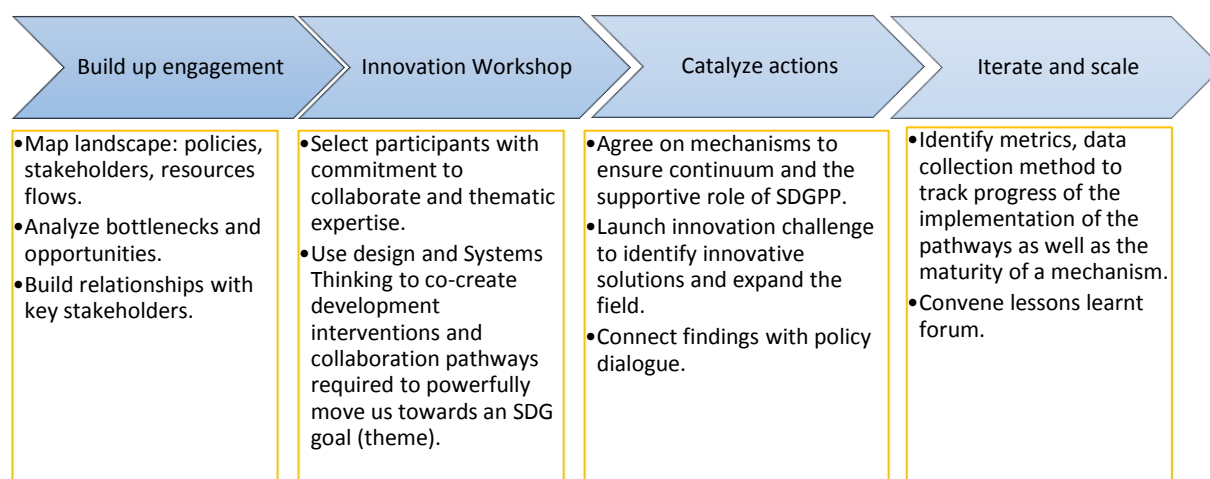 Build up engagement
Innovation Workshop
Catalyze actions
Iterate and scale
•Map landscape: policies,
stakeholders, resources
flows.
•Analyze bottlenecks and
opportunities.
•Build relationships with
key stakeholders.
•Select participants with
commitment to
collaborate and thematic
expertise.
•Use design and Systems
Thinking to co-create
development
interventions and
collaboration pathways
required to powerfully
move us towards an SDG
goal (theme).
•Agree on mechanisms to
ensure continuum and the
supportive role of SDGPP.
•Launch innovation challenge
to identify innovative
solutions and expand the
field.
•Connect findings with policy
dialogue.
•Identify metrics, data
collection method to
track progress of the
implementation of the
pathways as well as the
maturity of a mechanism.
•Convene lessons learnt
forum.